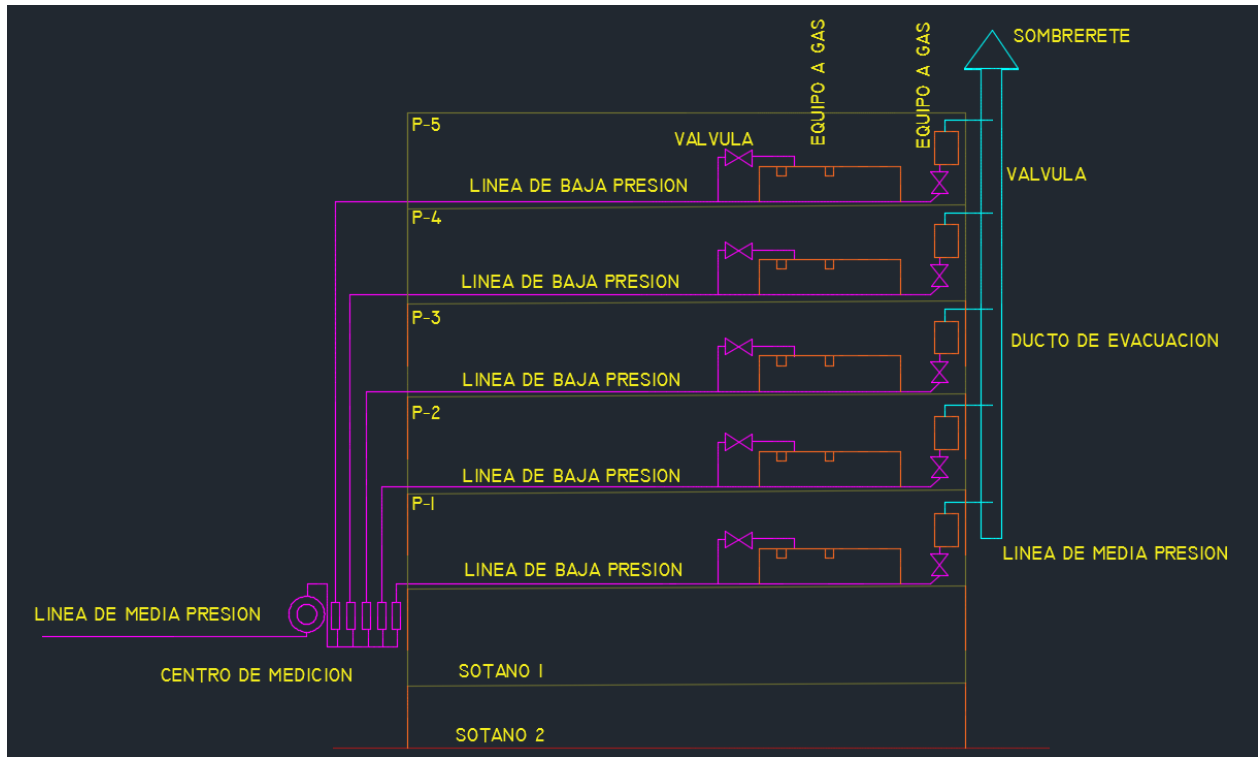 SOMBRERETE
EQUIPO A GAS
EQUIPO A GAS
P-5
VALVULA
VALVULA
LINEA DE BAJA PRESION
P-4
LINEA DE BAJA PRESION
P-3
DUCTO DE EVACUACION
LINEA DE BAJA PRESION
P-2
LINEA DE BAJA PRESION
P-1
LINEA DE MEDIA PRESION
LINEA DE BAJA PRESION
LINEA DE MEDIA PRESION
CENTRO DE MEDICION
SOTANO 1
SOTANO 2